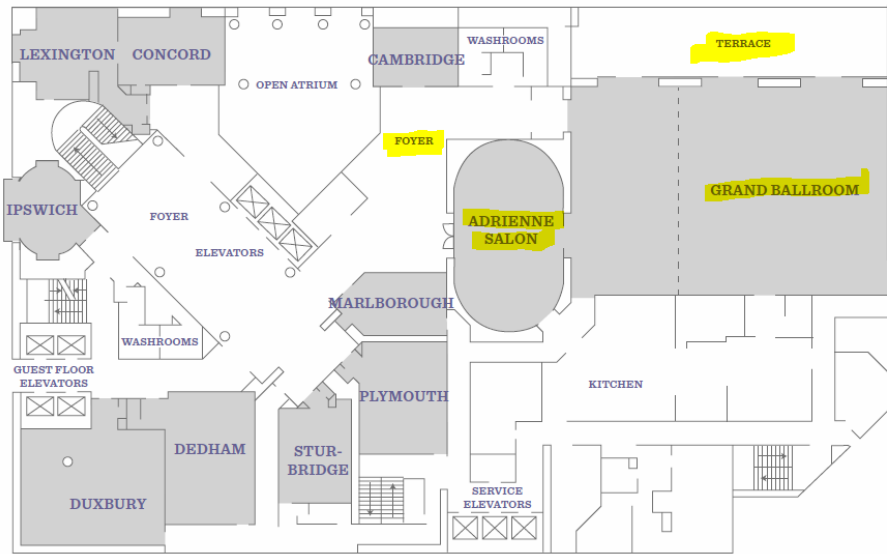 LEXINGTON
CONCORD
OPEN ATRIUM
CAMBRIDGE
WASHROOMS
TERRACE
FOYER
GRAND BALLROOM
IPSWICH
FOYER
ADRIENNE
SALON
ELEVATORS
MARLBOROUGH
WASHROOMS
GUEST FLOOR
ELEVATORS
PLYMOUTH
KITCHEN
DEDHAM
STUR-
BRIDGE
DUXBURY
SERVICE
ELEVATORS